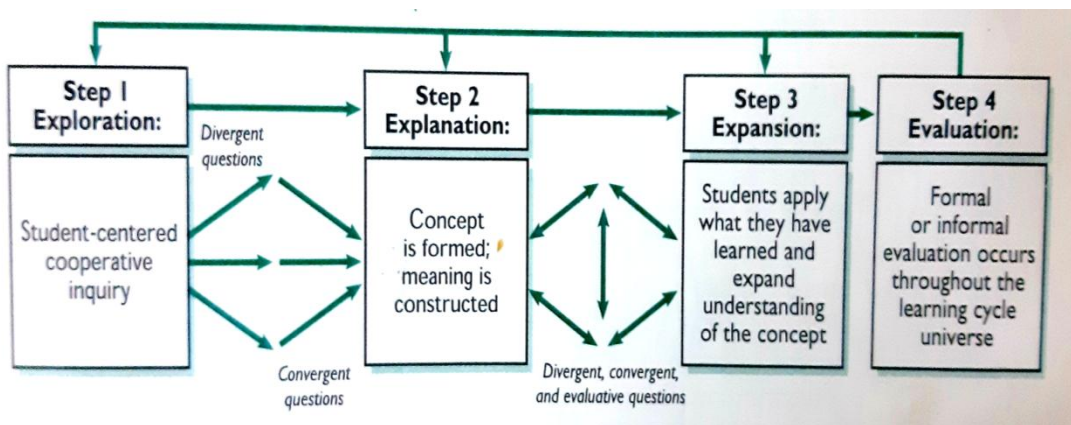 Step 1
Exploration:
Divergent
questions
Student-centered
cooperative
inquiry
Convergent
questions
Step 2
Explanation:
Concept
is formed;
meaning is
constructed
Divergent, convergent,
and evaluative questions
Step 3
Expansion:
Students apply
what they have
learned and
expand
understanding
of the concept
Step 4
Evaluation:
Formal
or informal
evaluation occurs
throughout the
learning cycle
universe